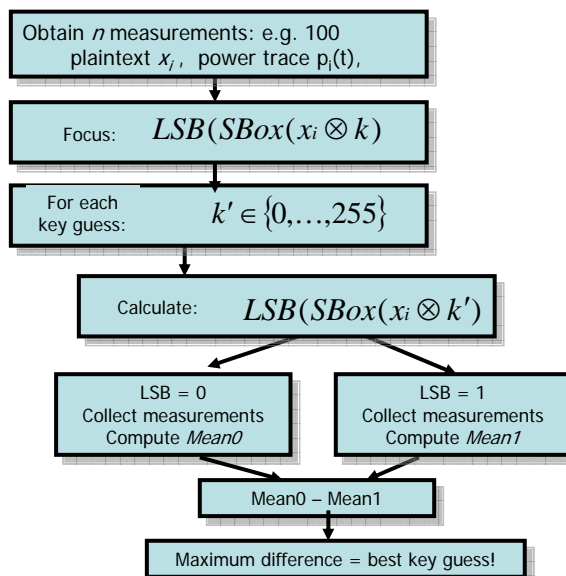 Obtain n measurements: e.g. 100
plaintext xᵢ, power trace pᵢ(t),
Focus: LSB(SBox(xᵢ ⊗ k)
For each
key guess: k′ ∈ {0,…,255}
Calculate: LSB(SBox(xᵢ ⊗ k′)
LSB = 0
Collect measurements
Compute Mean0
LSB = 1
Collect measurements
Compute Mean1
Mean0 – Mean1
Maximum difference = best key guess!